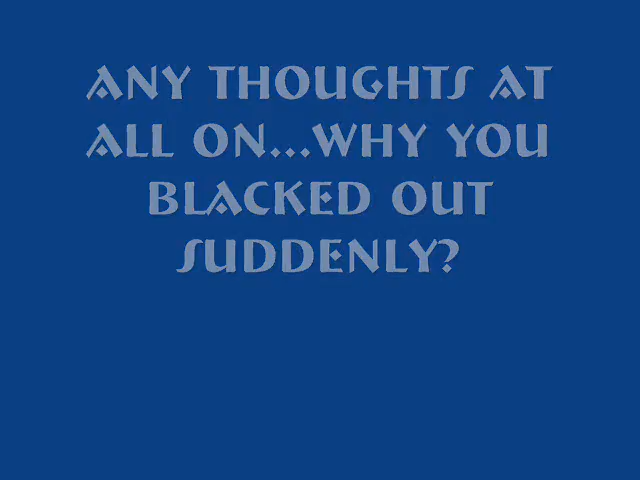 ANY THOUGHTS AT
ALL ON...WHY YOU
BLACKED OUT
SUDDENLY?